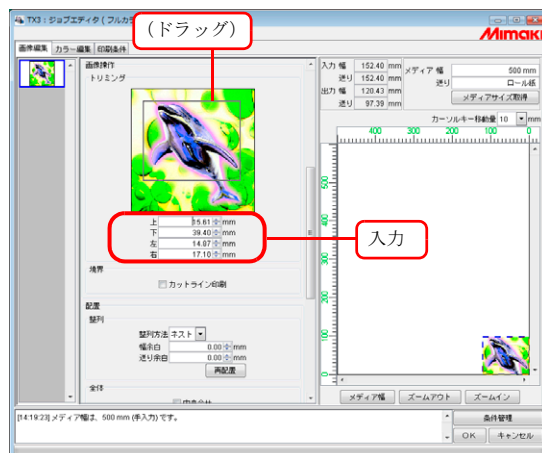 TX3 : ジョブエディタ ( フルカラ
(ドラッグ)
Mimaki
画像編集 カラー編集 印刷条件
画像操作
トリミング
上 15.61 mm
下 39.40 mm
左 14.87 mm
右 17.10 mm
入力
境界
カットライン印刷
配置
整列
整列方法 ネスト
幅余白 0.00 mm
送り余白 0.00 mm
再配置
全体
入力 幅 152.40 mm
送り 152.40 mm
出力 幅 120.43 mm
送り 97.39 mm
メディア 幅 500 mm
送り ロール紙
メディアサイズ取得
カーソルキー移動量 10 mm
400 300 200 100 0
500
400
300
200
100
0
メディア幅 ズームアウト ズームイン
[14:19:23] メディア幅は、500 mm (手入力) です。
条件管理
OK キャンセル